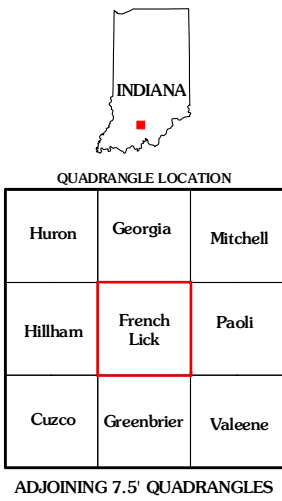 INDIANA
QUADRANGLE LOCATION
Huron Georgia Mitchell
Hillham French Lick Paoli
Cuzco Greenbrier Valeene
ADJOINING 7.5' QUADRANGLES